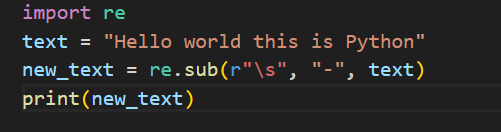 import re
text = "Hello world this is Python"
new_text = re.sub(r"\s", "-", text)
print(new_text)